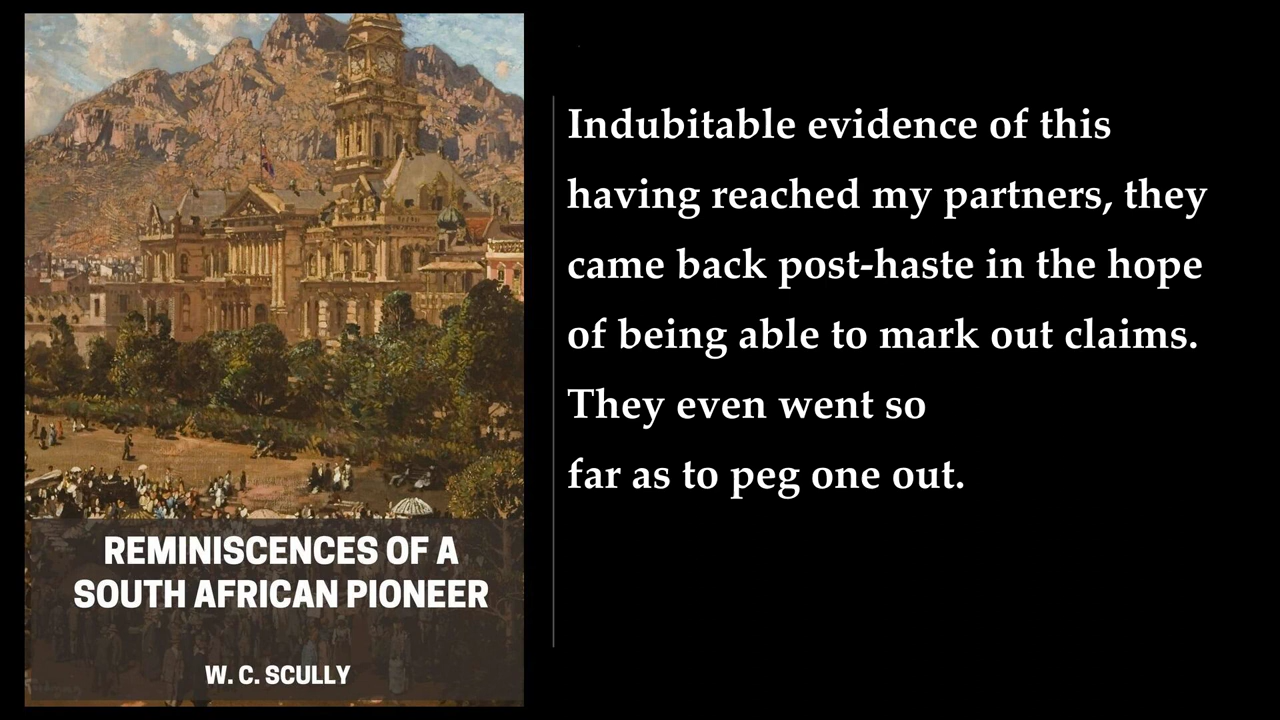 Indubitable evidence of this
having reached my partners, they
came back post-haste in the hope
of being able to mark out claims.
They even went so
far as to peg one out.
REMINISCENCES OF A
SOUTH AFRICAN PIONEER
W. C. SCULLY